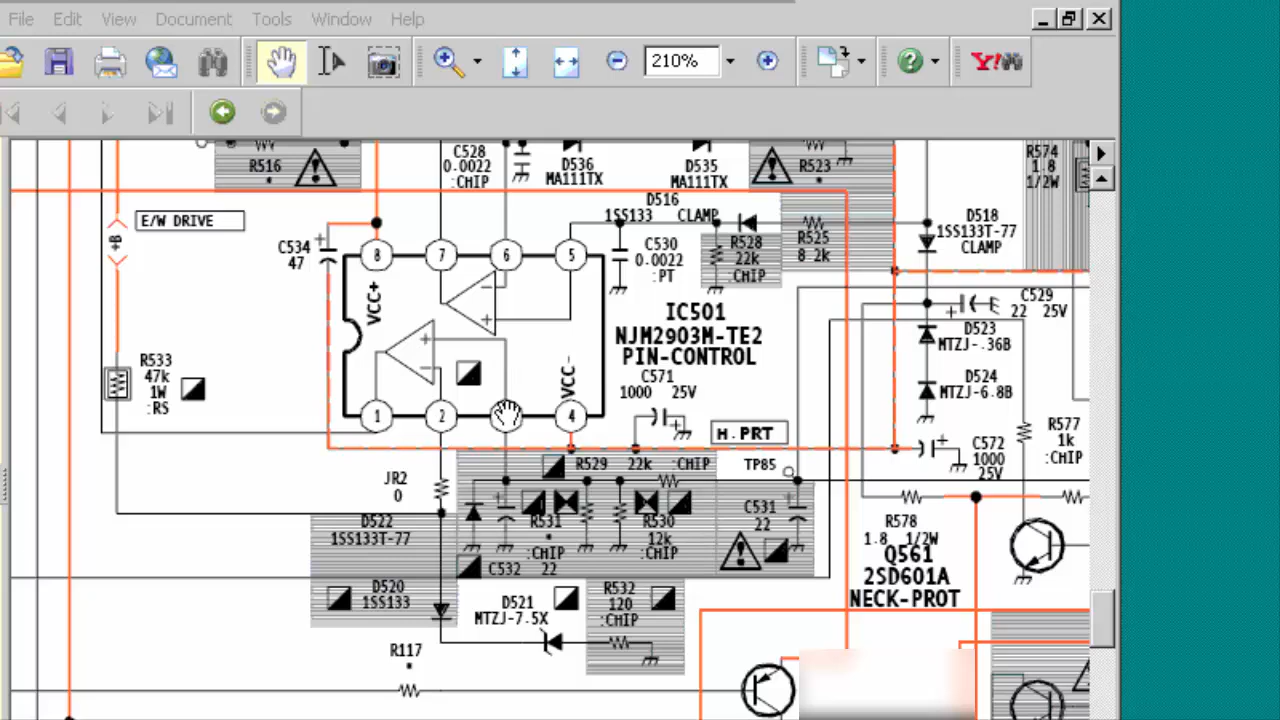 File Edit View Document Tools Window Help
210%
Y!
R516
C528
0.0022
:CHIP
D536
MA111TX
D535
MA111TX
R523
R574
1.8
1/2W
E/W DRIVE
+B
C534
47
+
8
7
6
5
D516
1SS133 CLAMP
C530
0.0022
:PT
R528
22k
:CHIP
R525
8.2k
D518
1SS133T-77
CLAMP
VCC+
VCC-
IC501
NJM2903M-TE2
PIN-CONTROL
C529
22 25V
D523
MTZJ-.36B
D524
MTZJ-6.8B
R533
47k
1W
:RS
C571
1000 25V
1
2
4
H.PRT
C572
1000
25V
R577
1k
:CHIP
JR2
0
R529 22k :CHIP
TP85
D522
1SS133T-77
R531
*
:CHIP
R530
12k
:CHIP
C531
22
C532 22
R578
1.8 1/2W
Q561
2SD601A
NECK-PROT
D520
1SS133
D521
MTZJ-7.5X
R532
120
:CHIP
R117